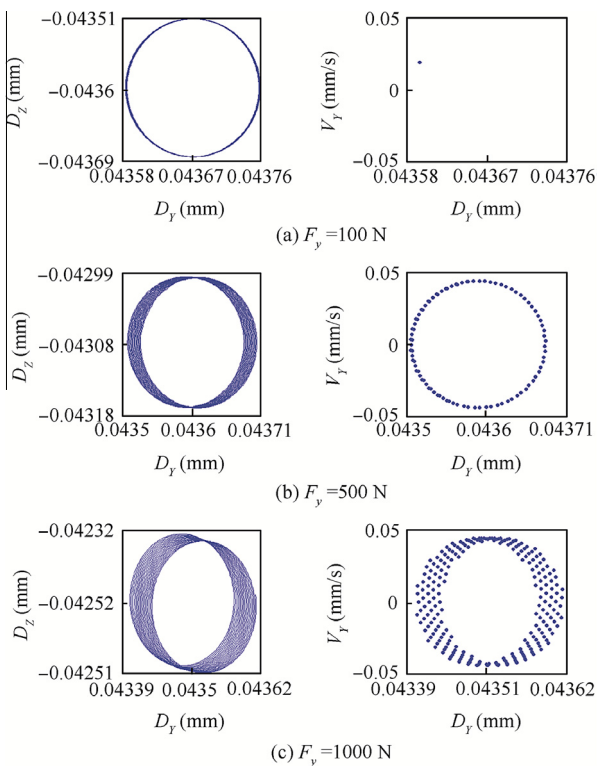 −0.04351
−0.0436
−0.04369
D_Z (mm)
0.04358 0.04367 0.04376
D_Y (mm)
0.05
0
−0.05
V_Y (mm/s)
0.04358 0.04367 0.04376
D_Y (mm)
(a) F_y =100 N
−0.04299
−0.04308
−0.04318
D_Z (mm)
0.0435 0.0436 0.04371
D_Y (mm)
0.05
0
−0.05
V_Y (mm/s)
0.0435 0.0436 0.04371
D_Y (mm)
(b) F_y =500 N
−0.04232
−0.04252
−0.04251
D_Z (mm)
0.04339 0.0435 0.04362
D_Y (mm)
0.05
0
−0.05
V_Y (mm/s)
0.04339 0.04351 0.04362
D_Y (mm)
(c) F_y =1000 N